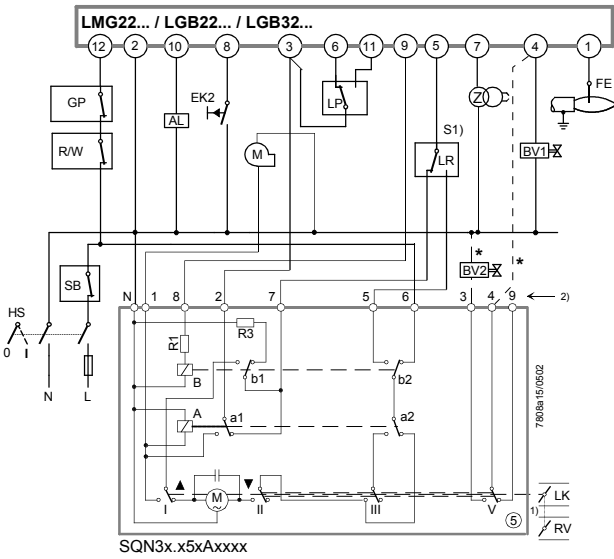 LMG22... / LGB22... / LGB32...
12 2 10 8 3 6 11 9 5 7 4 1
GP
R/W
AL
EK2
LP
M
S1)
LR
Z
FE
BV1
*
BV2
*
SB
HS
0 I
N L
N 1 8 2 7 5 6 3 4 9 2)
R1
R3
B
b1
b2
A
a1
a2
7808a15/0502
I
M
~
II
III
V
LK
1)
RV
5
SQN3x.x5xAxxxx